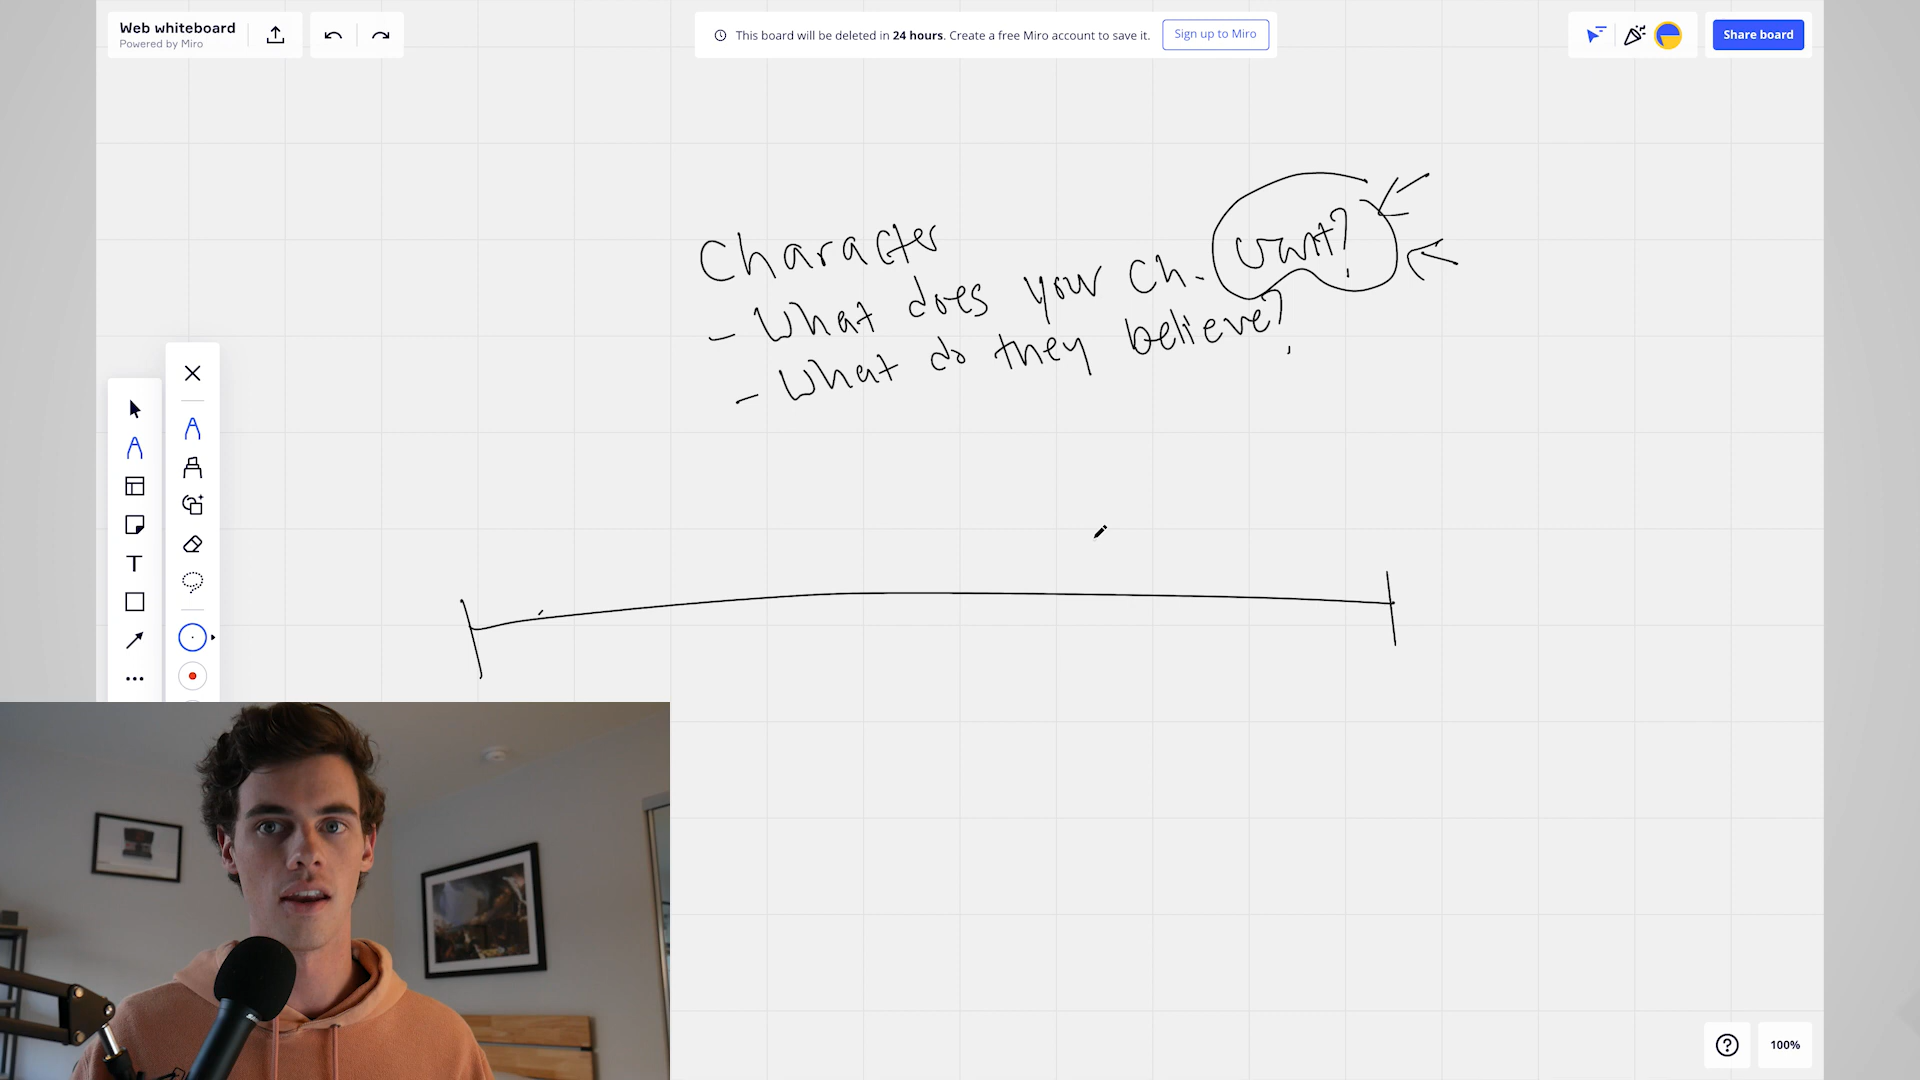 Web whiteboard
Powered by Miro
This board will be deleted in 24 hours. Create a free Miro account to save it.
Sign up to Miro
Share board
Character
- What does your Ch. want?
- What do they believe?
T
100%